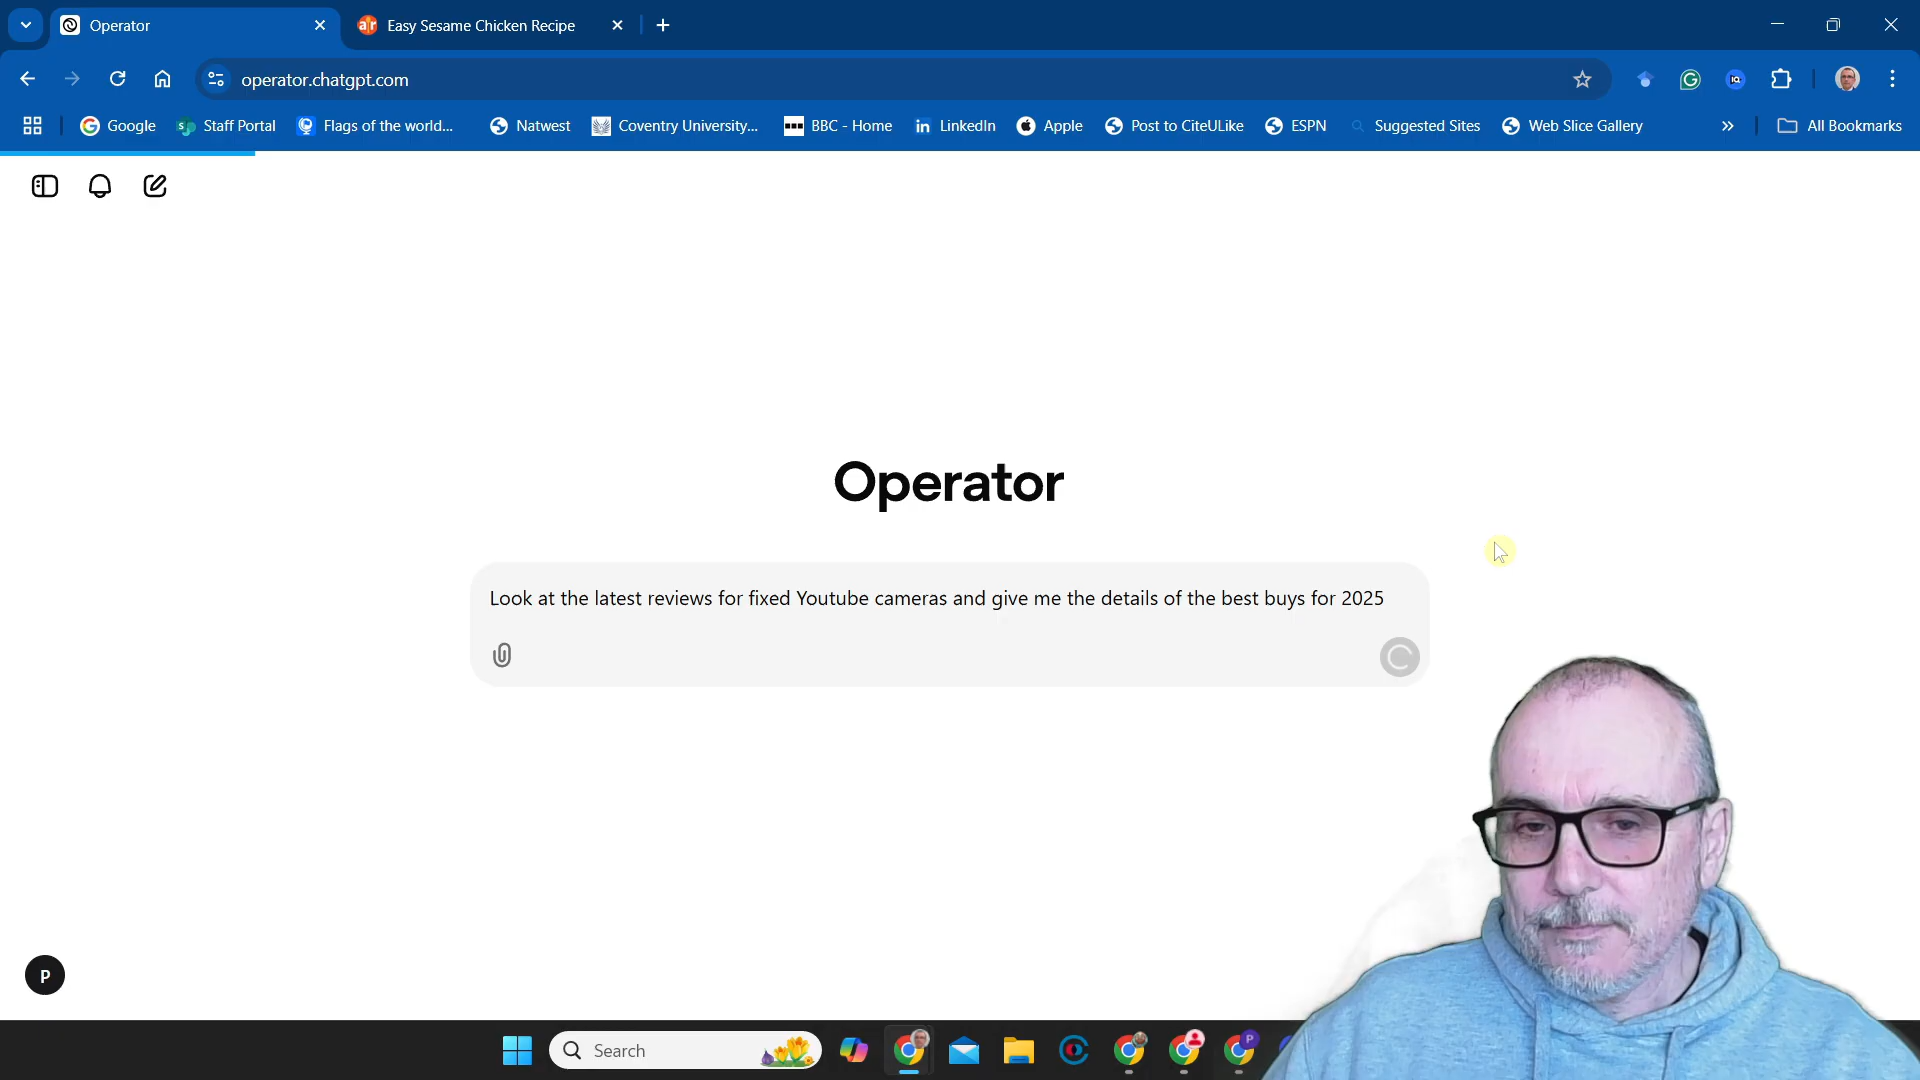 Operator
Easy Sesame Chicken Recipe
operator.chatgpt.com
Google
Staff Portal
Flags of the world...
Natwest
Coventry University...
BBC - Home
LinkedIn
Apple
Post to CiteULike
ESPN
Suggested Sites
Web Slice Gallery
All Bookmarks
Operator
Look at the latest reviews for fixed Youtube cameras and give me the details of the best buys for 2025
P
Search